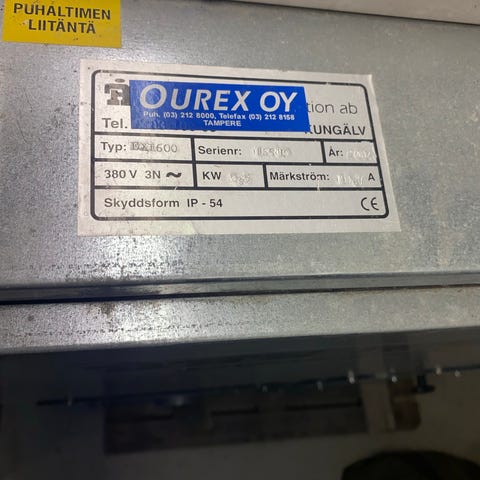 PUHALTIMEN
LIITÄNTÄ
OUREX OY
Puh. (03) 212 8000, Telefax (03) 212 8158
TAMPERE
tion ab
Tel. KUNGÄLV
Typ: 1600 Serienr: År:
380 V 3N ~ KW Märkström: A
Skyddsform IP - 54 CE